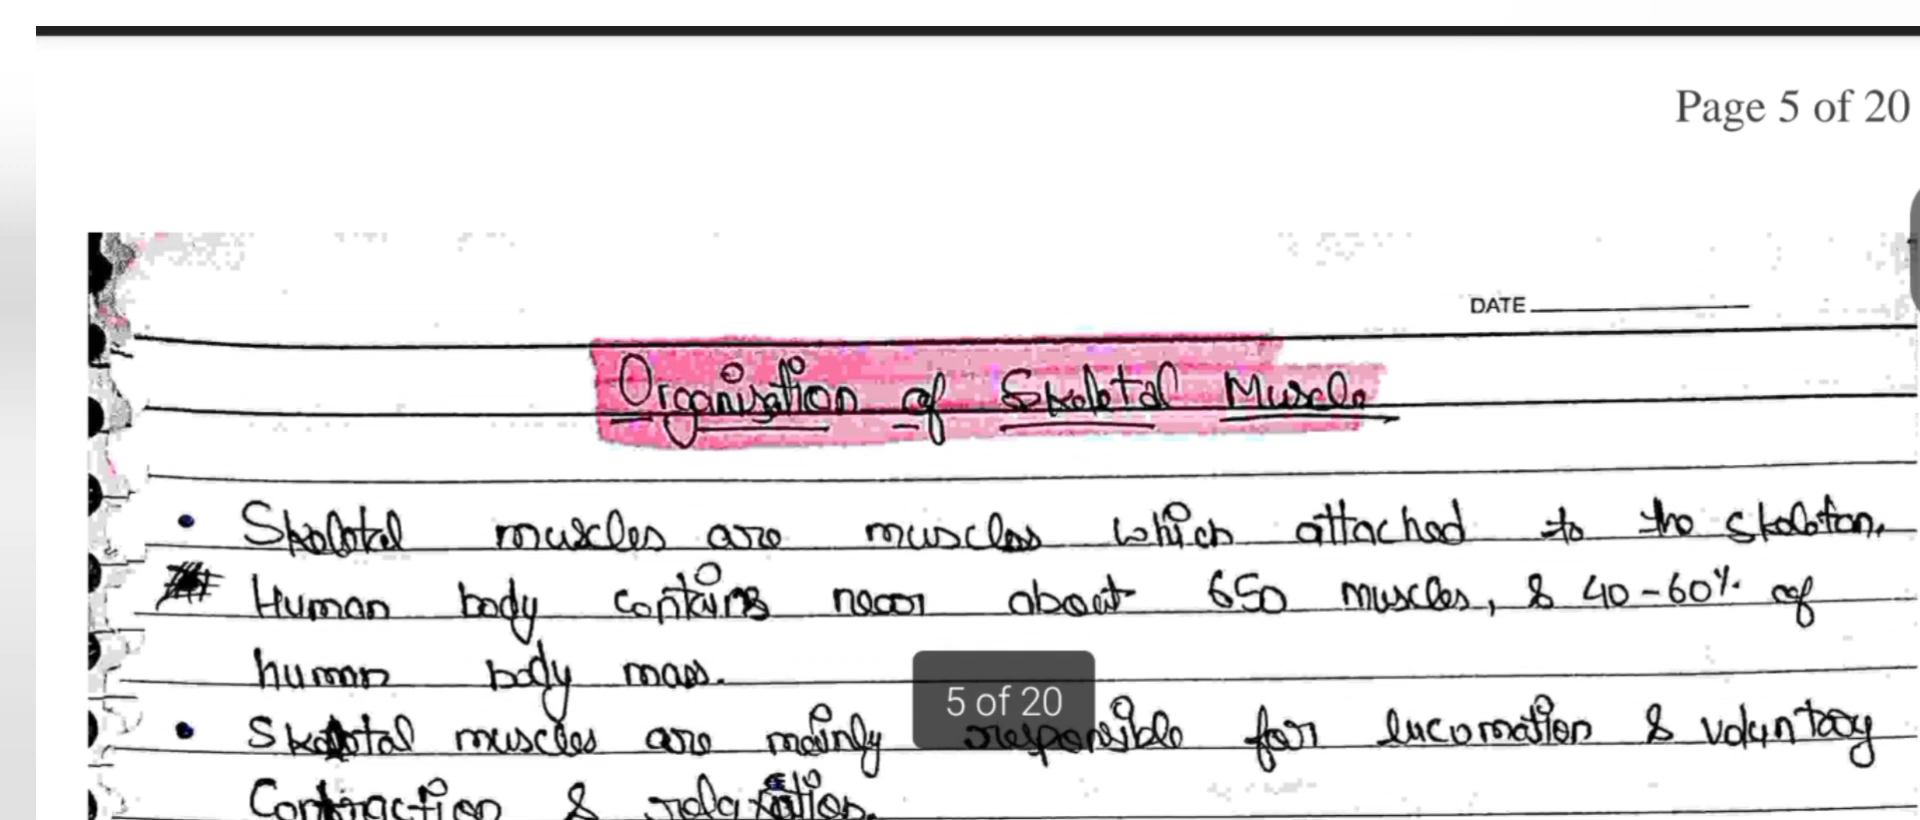 Page 5 of 20
DATE
Organisation of Skeletal Muscle
• Skeletal muscles are muscles which attached to the skeleton.
Human body contains near about 650 muscles, & 40-60% of
human body mass.
5 of 20
• Skeletal muscles are mainly responsible for lucomation & voluntary
Contraction & relaxation.